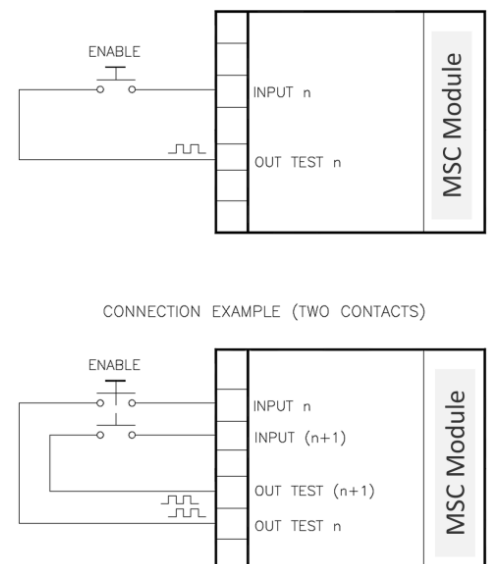 ENABLE
INPUT n
OUT TEST n
MSC Module
CONNECTION EXAMPLE (TWO CONTACTS)
ENABLE
INPUT n
INPUT (n+1)
OUT TEST (n+1)
OUT TEST n
MSC Module